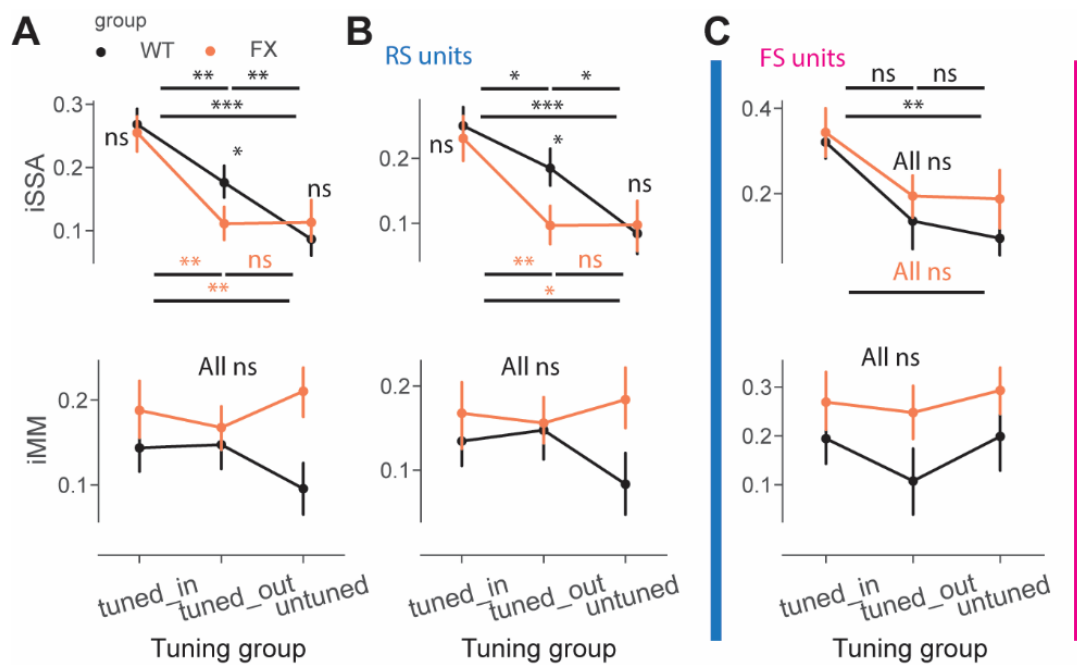 A
group
WT FX
** **
***
0.3
ns
*
0.2
ns
iSSA
0.1
** ns
**
All ns
0.2
iMM
0.1
tuned_in
tuned_out
untuned
Tuning group
B
RS units
* *
***
0.3
ns
*
0.2
ns
0.1
** ns
*
All ns
0.2
0.1
tuned_in
tuned_out
untuned
Tuning group
C
FS units
ns ns
**
0.4
All ns
0.2
All ns
All ns
0.3
0.2
0.1
tuned_in
tuned_out
untuned
Tuning group